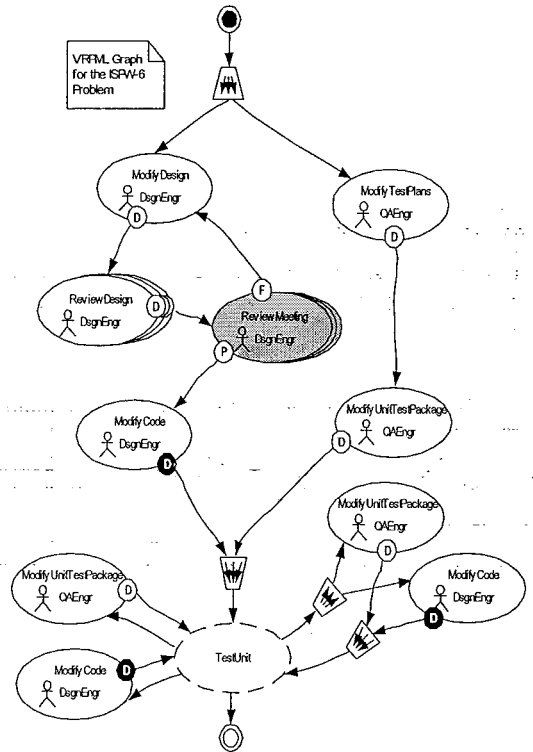 VRPML Graph
for the ISPW-6
Problem
Modify Design
DsgnEngr
D
Modify TestPlans
QAEngr
D
F
Review Design
D
DsgnEngr
Review Meeting
DsgnEngr
P
Modify Code
DsgnEngr
D
Modify UnitTestPackage
QAEngr
D
Modify UnitTestPackage
QAEngr
D
Modify UnitTestPackage
D
QAEngr
Modify Code
DsgnEngr
D
TestUnit
Modify Code
D
DsgnEngr